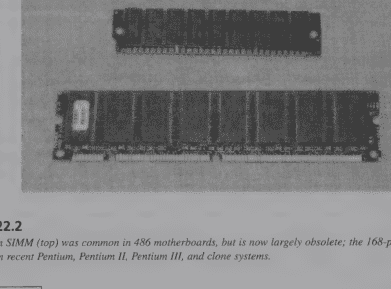 22.2
SIMM (top) was common in 486 motherboards, but is now largely obsolete; the 168-p
recent Pentium, Pentium II, Pentium III, and clone systems.